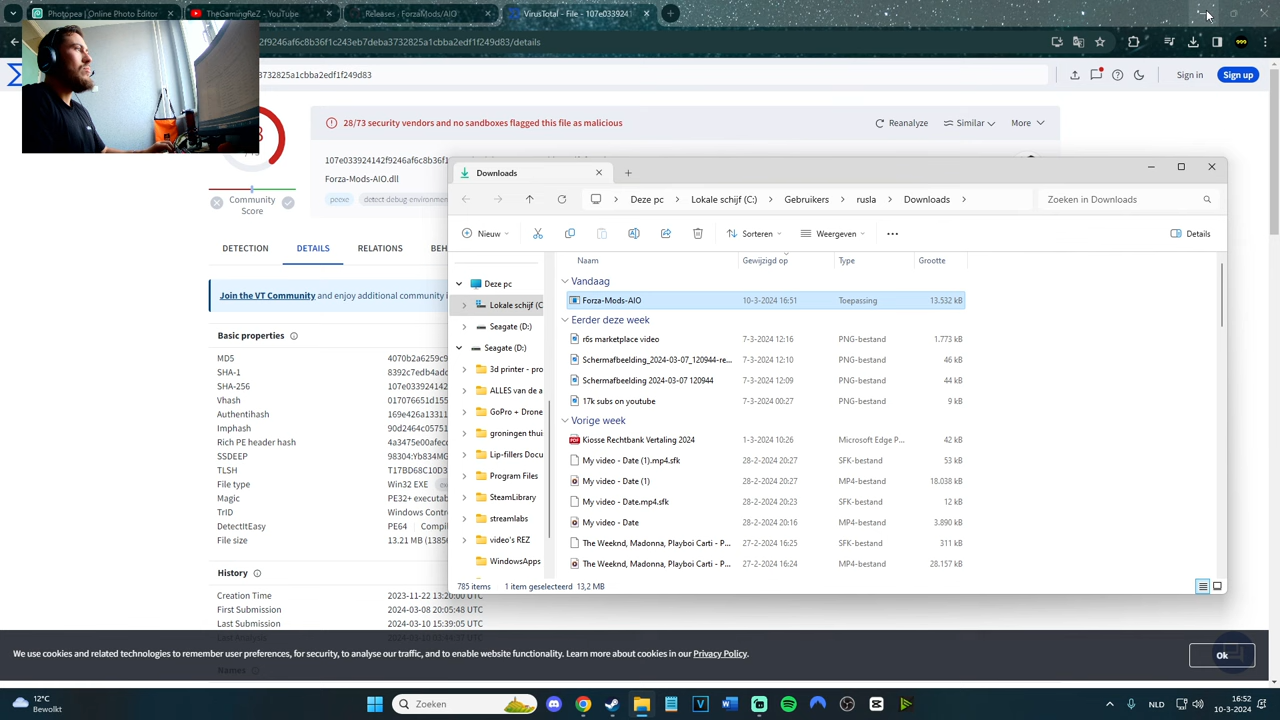 Photopea | Online Photo Editor
TheGamingReZ - YouTube
Releases · ForzaMods/AIO
VirusTotal - File - 107e0339241
2f9246af6c8b36f1c243eb7deba3732825a1cbba2edf1f249d83/details
3732825a1cbba2edf1f249d83
Sign in
Sign up
28/73 security vendors and no sandboxes flagged this file as malicious
Reanalyze
Similar
More
Community
Score
107e033924142f9246af6c8b36f1
Forza-Mods-AIO.dll
peexe
detect-debug-environment
DETECTION
DETAILS
RELATIONS
BEH
Join the VT Community and enjoy additional community i
Basic properties
MD5 4070b2a6259c9
SHA-1 8392c7edb4adc
SHA-256 107e033924142
Vhash 017076651d155
Authentihash 169e426a13311
Imphash 90d2464c05751
Rich PE header hash 4a3475e00afecd
SSDEEP 98304:Yb834MG
TLSH T17BD68C10D3
File type Win32 EXE
Magic PE32+ executab
TrID Windows Contr
DetectItEasy PE64 Compil
File size 13.21 MB (1385
History
Creation Time 2023-11-22 13:20:00 UTC
First Submission 2024-03-08 20:05:48 UTC
Last Submission 2024-03-10 15:39:05 UTC
Downloads
Deze pc
Lokale schijf (C:)
Gebruikers
rusla
Downloads
Zoeken in Downloads
Nieuw
Sorteren
Weergeven
Details
Naam
Gewijzigd op
Type
Grootte
Deze pc
Lokale schijf (C
Seagate (D:)
Seagate (D:)
3d printer - pro
ALLES van de a
GoPro + Drone
groningen thui
Lip-fillers Docu
Program Files
SteamLibrary
streamlabs
video's REZ
WindowsApps
Vandaag
Forza-Mods-AIO 10-3-2024 16:51 Toepassing 13.532 kB
Eerder deze week
r6s marketplace video 7-3-2024 12:16 PNG-bestand 1.773 kB
Schermafbeelding_2024-03-07_120944-re... 7-3-2024 12:10 PNG-bestand 46 kB
Schermafbeelding 2024-03-07 120944 7-3-2024 12:09 PNG-bestand 44 kB
17k subs on youtube 7-3-2024 00:27 PNG-bestand 9 kB
Vorige week
Kiosse Rechtbank Vertaling 2024 1-3-2024 10:26 Microsoft Edge P... 42 kB
My video - Date (1).mp4.sfk 28-2-2024 20:27 SFK-bestand 53 kB
My video - Date (1) 28-2-2024 20:27 MP4-bestand 18.038 kB
My video - Date.mp4.sfk 28-2-2024 20:23 SFK-bestand 12 kB
My video - Date 28-2-2024 20:16 MP4-bestand 3.890 kB
The Weeknd, Madonna, Playboi Carti - P... 27-2-2024 16:25 SFK-bestand 311 kB
The Weeknd, Madonna, Playboi Carti - P... 27-2-2024 16:24 MP4-bestand 28.157 kB
785 items 1 item geselecteerd 13,2 MB
We use cookies and related technologies to remember user preferences, for security, to analyse our traffic, and to enable website functionality. Learn more about cookies in our Privacy Policy.
Ok
Names
12°C
Bewolkt
Zoeken
NLD
16:52
10-3-2024